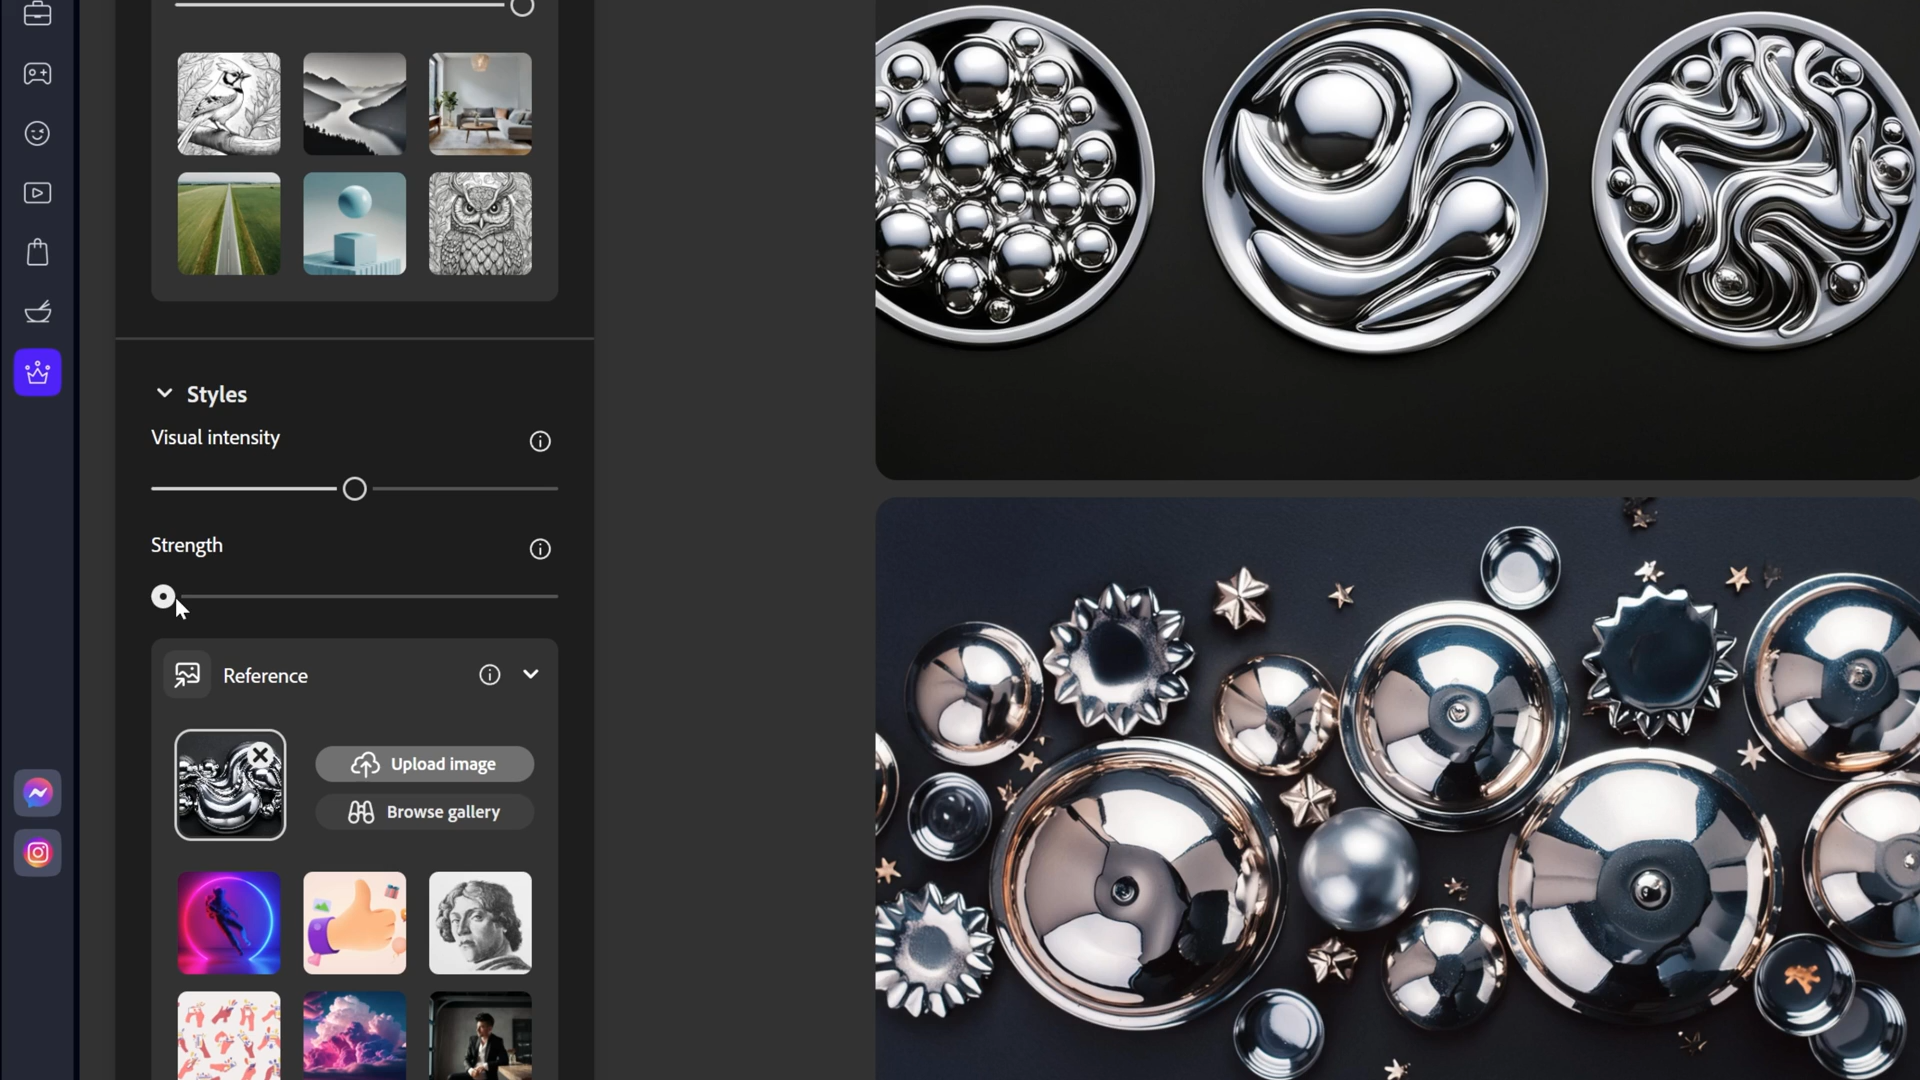 Styles
Visual intensity
Strength
Reference
Upload image
Browse gallery